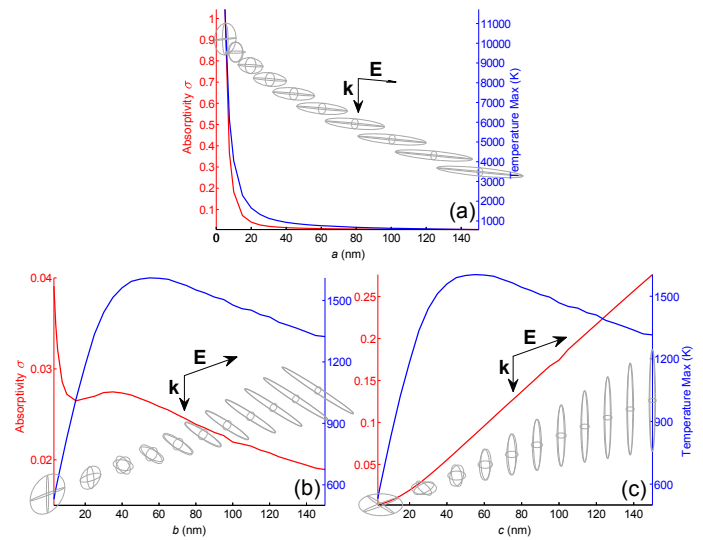 Absorptivity σ
0.9
0.8
0.7
0.6
0.5
0.4
0.3
0.2
0.1
11000
10000
9000
8000
7000
6000
5000
4000
3000
2000
1000
Temperature Max (K)
E
k
(a)
0 20 40 60 80 100 120 140
a (nm)
Absorptivity σ
0.04
0.03
0.02
1500
1200
900
600
E
k
(b)
20 40 60 80 100 120 140
b (nm)
0.25
0.2
0.15
0.1
0.05
1500
1200
900
600
Temperature Max (K)
E
k
(c)
20 40 60 80 100 120 140
c (nm)